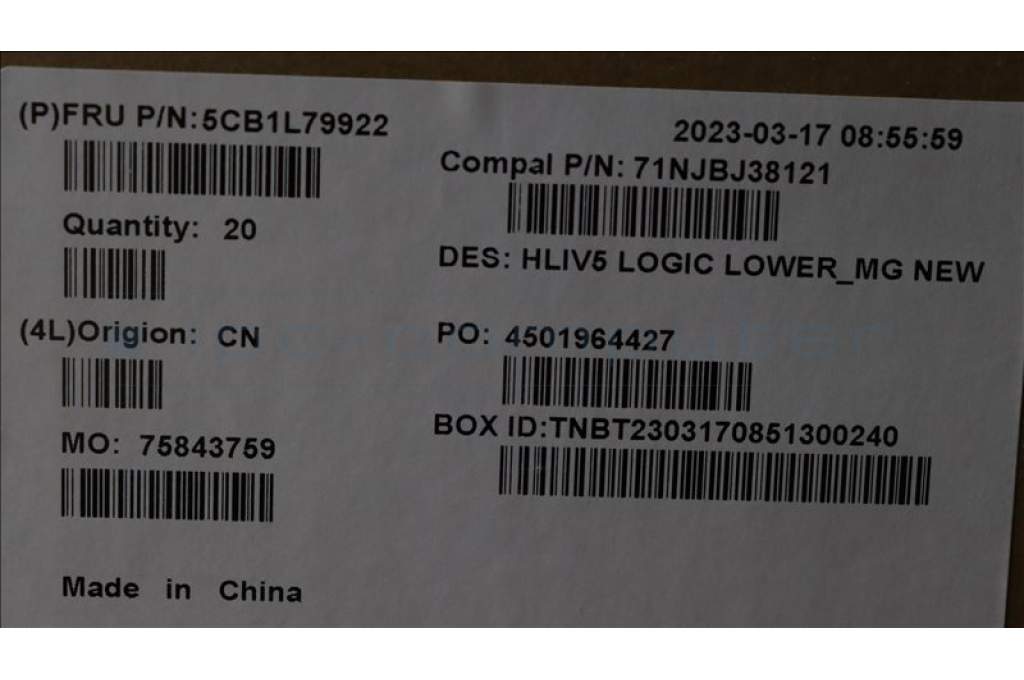 (P)FRU P/N:5CB1L79922
2023-03-17 08:55:59
Compal P/N: 71NJBJ38121
Quantity: 20
DES: HLIV5 LOGIC LOWER_MG NEW
(4L)Origion: CN
PO: 4501964427
MO: 75843759
BOX ID:TNBT2303170851300240
Made in China